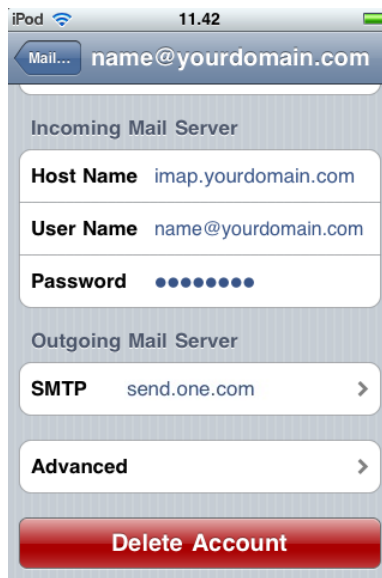 iPod 11.42
Mail... name@yourdomain.com
Incoming Mail Server
Host Name imap.yourdomain.com
User Name name@yourdomain.com
Password ●●●●●●●●
Outgoing Mail Server
SMTP send.one.com
Advanced
Delete Account